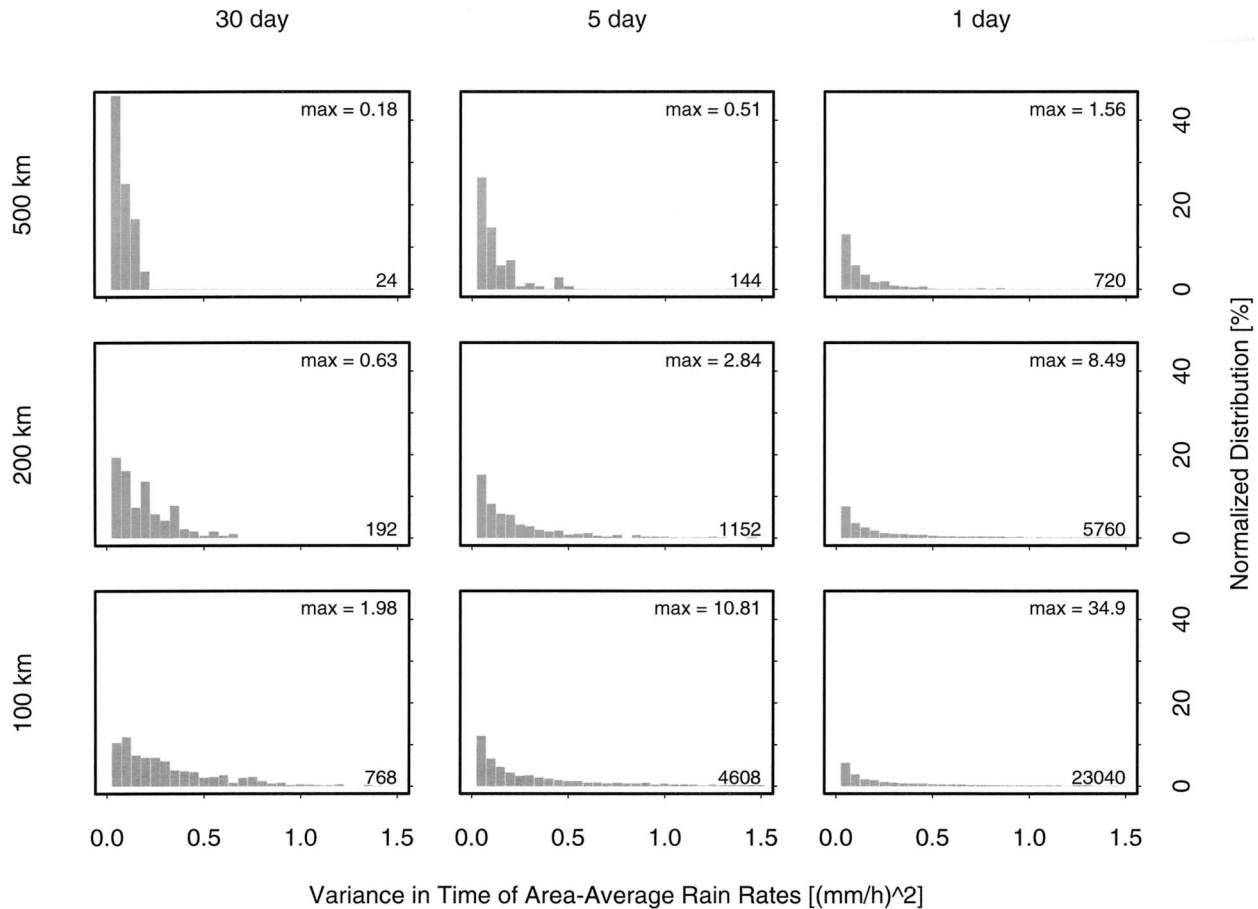 30 day 5 day 1 day
500 km
max = 0.18
24
max = 0.51
144
max = 1.56
720
0 20 40
200 km
max = 0.63
192
max = 2.84
1152
max = 8.49
5760
0 20 40
100 km
max = 1.98
768
max = 10.81
4608
max = 34.9
23040
0 20 40
Normalized Distribution [%]
0.0 0.5 1.0 1.5 0.0 0.5 1.0 1.5 0.0 0.5 1.0 1.5
Variance in Time of Area-Average Rain Rates [(mm/h)^2]